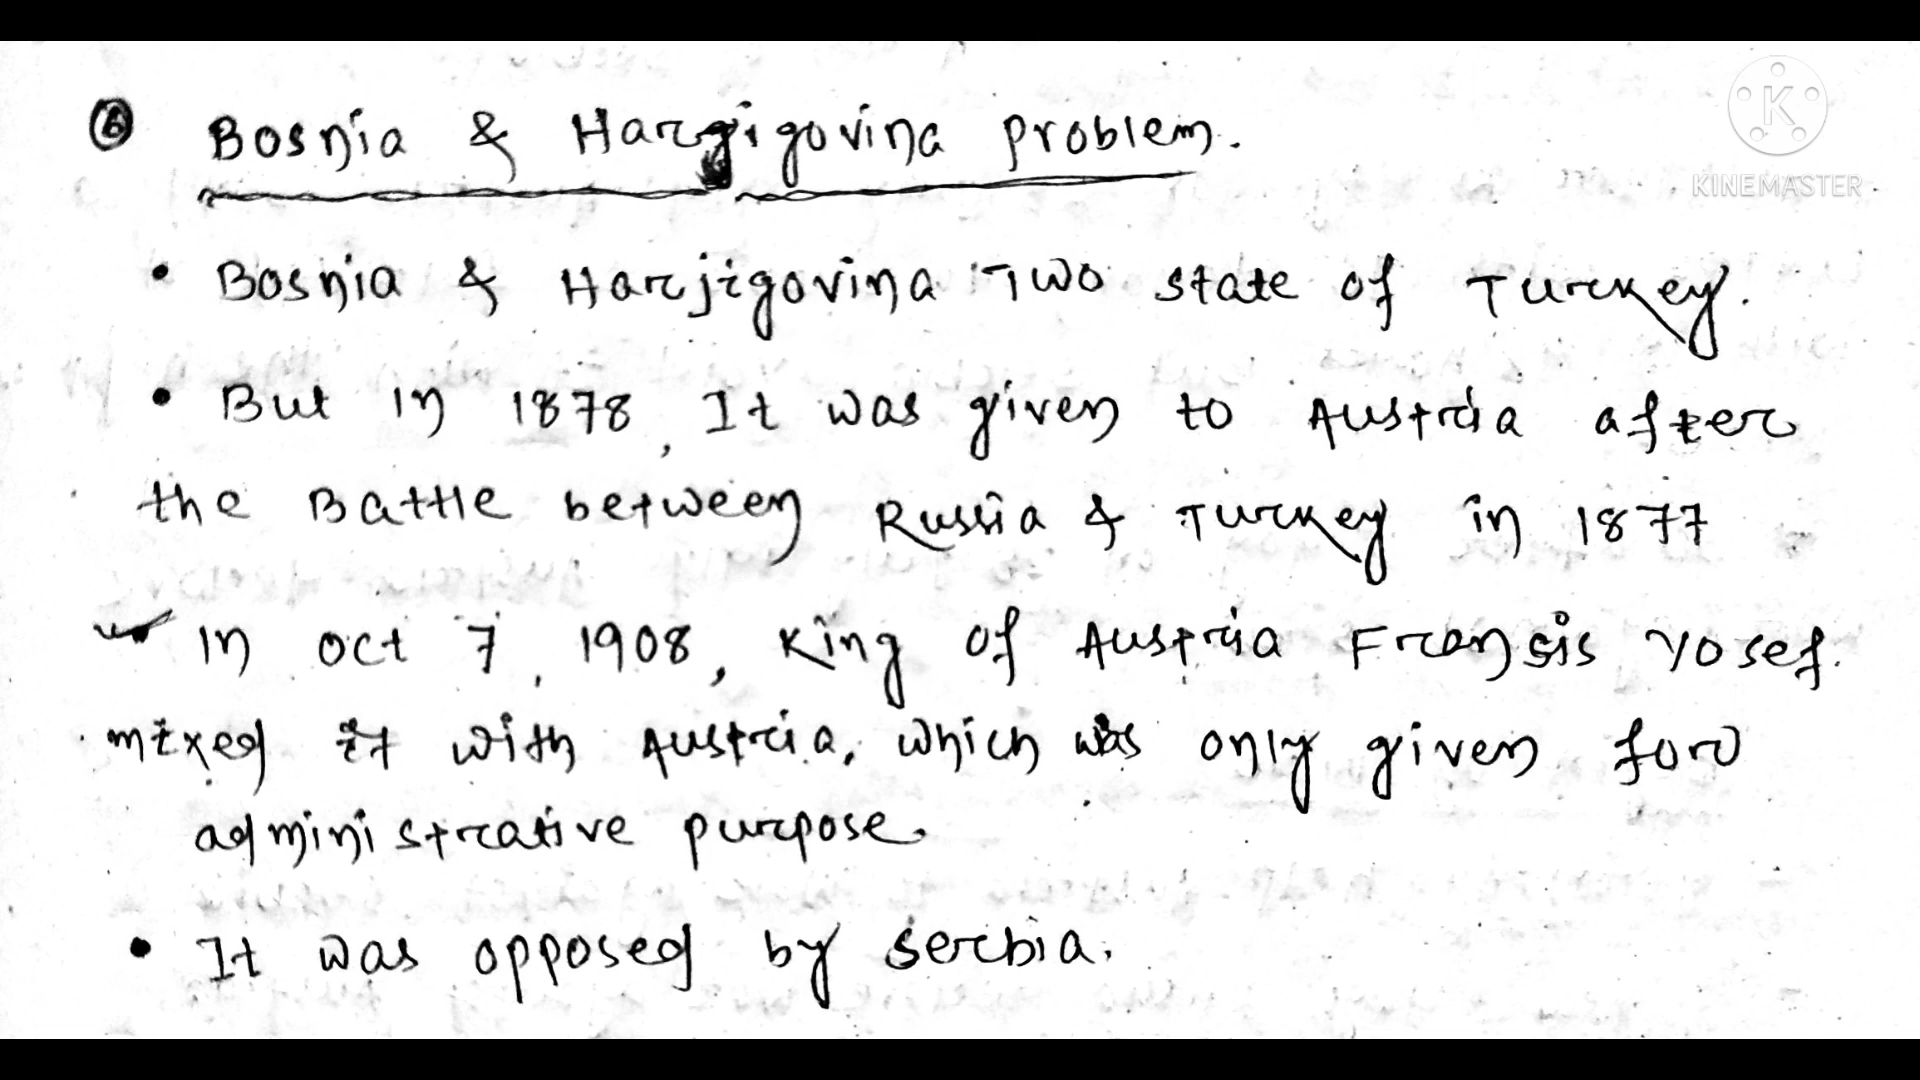 6 Bosnia & Hargigovina problem.
KINEMASTER
• Bosnia & Harjigovina Two state of Turkey.
• But in 1878, It was given to Austria after
the Battle between Russia & Turkey in 1877
In oct 7, 1908, King of Austria Fransis Yosef.
mixed it with Austria, which was only given for
administrative purpose.
• It was opposed by Serbia.